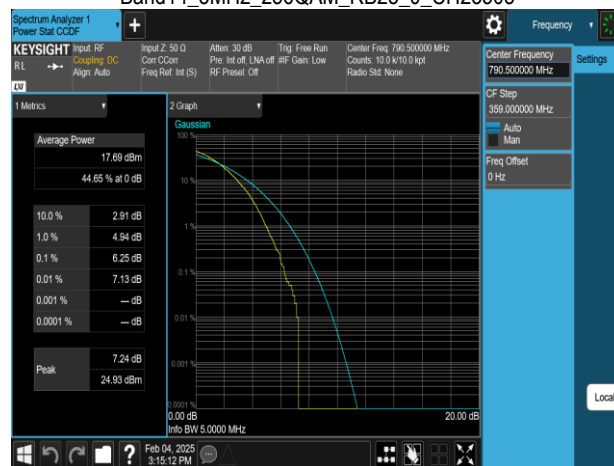 Spectrum Analyzer 1
Power Stat CCDF
Frequency
KEYSIGHT
RL
LXI
Input: RF
Coupling: DC
Align: Auto
Input Z: 50 Ω
Corr CCorr
Freq Ref: Int (S)
Atten: 30 dB
Pre: Int off, LNA off
RF Preset: Off
Trig: Free Run
#IF Gain: Low
Center Freq: 790.500000 MHz
Counts: 10.0 k/10.0 kpt
Radio Std: None
Center Frequency
790.500000 MHz
Settings
CF Step
359.000000 MHz
Auto
Man
Freq Offset
0 Hz
1 Metrics
Average Power
17.69 dBm
44.65 % at 0 dB
10.0 % 2.91 dB
1.0 % 4.94 dB
0.1 % 6.25 dB
0.01 % 7.13 dB
0.001 % --- dB
0.0001 % --- dB
Peak
7.24 dB
24.93 dBm
2 Graph
Gaussian
100 %
10 %
1 %
0.1 %
0.01 %
0.001 %
0.0001 %
0.00 dB 20.00 dB
Info BW 5.0000 MHz
Local
?
Feb 04, 2025
3:15:12 PM